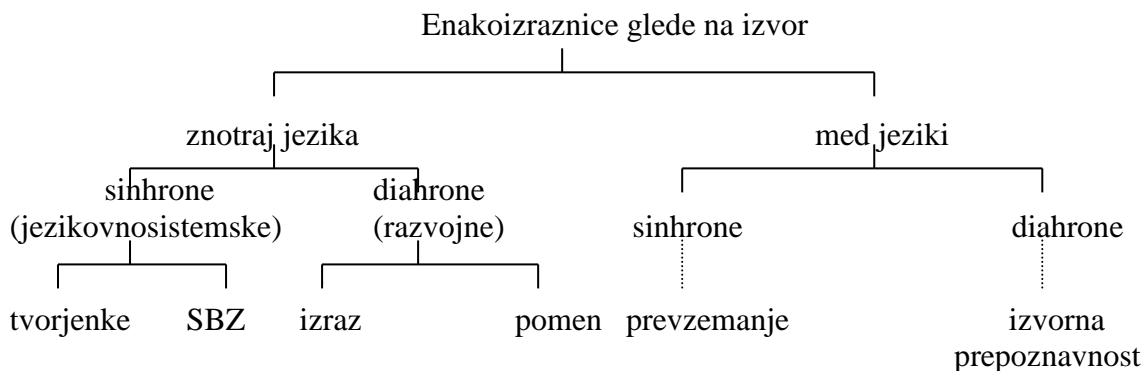 Enakoizraznice glede na izvor
znotraj jezika
med jeziki
sinhrone
(jezikovnosistemske)
diahrone
(razvojne)
sinhrone
diahrone
tvorjenke
SBZ
izraz
pomen
prevzemanje
izvorna
prepoznavnost